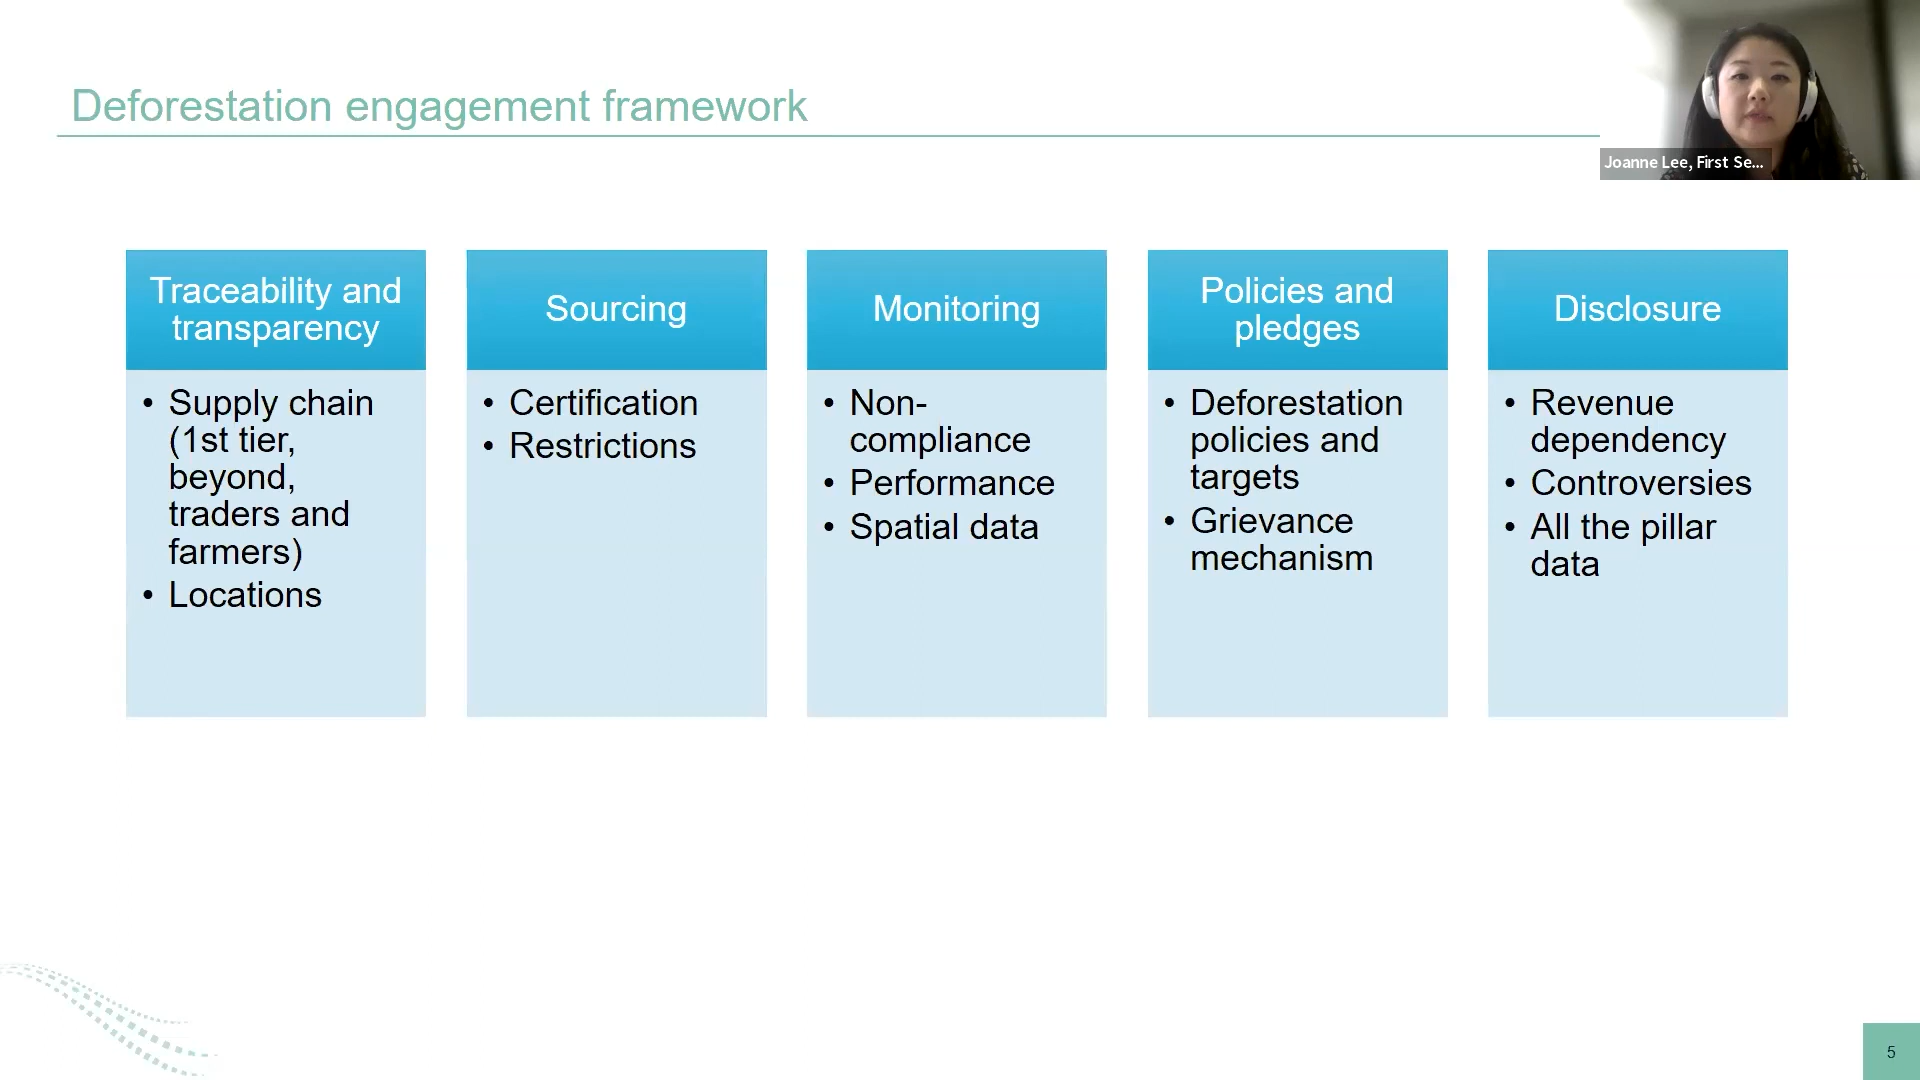 Deforestation engagement framework
Joanne Lee, First Se...
Traceability and
transparency
• Supply chain
(1st tier,
beyond,
traders and
farmers)
• Locations
Sourcing
• Certification
• Restrictions
Monitoring
• Non-
compliance
• Performance
• Spatial data
Policies and
pledges
• Deforestation
policies and
targets
• Grievance
mechanism
Disclosure
• Revenue
dependency
• Controversies
• All the pillar
data
5